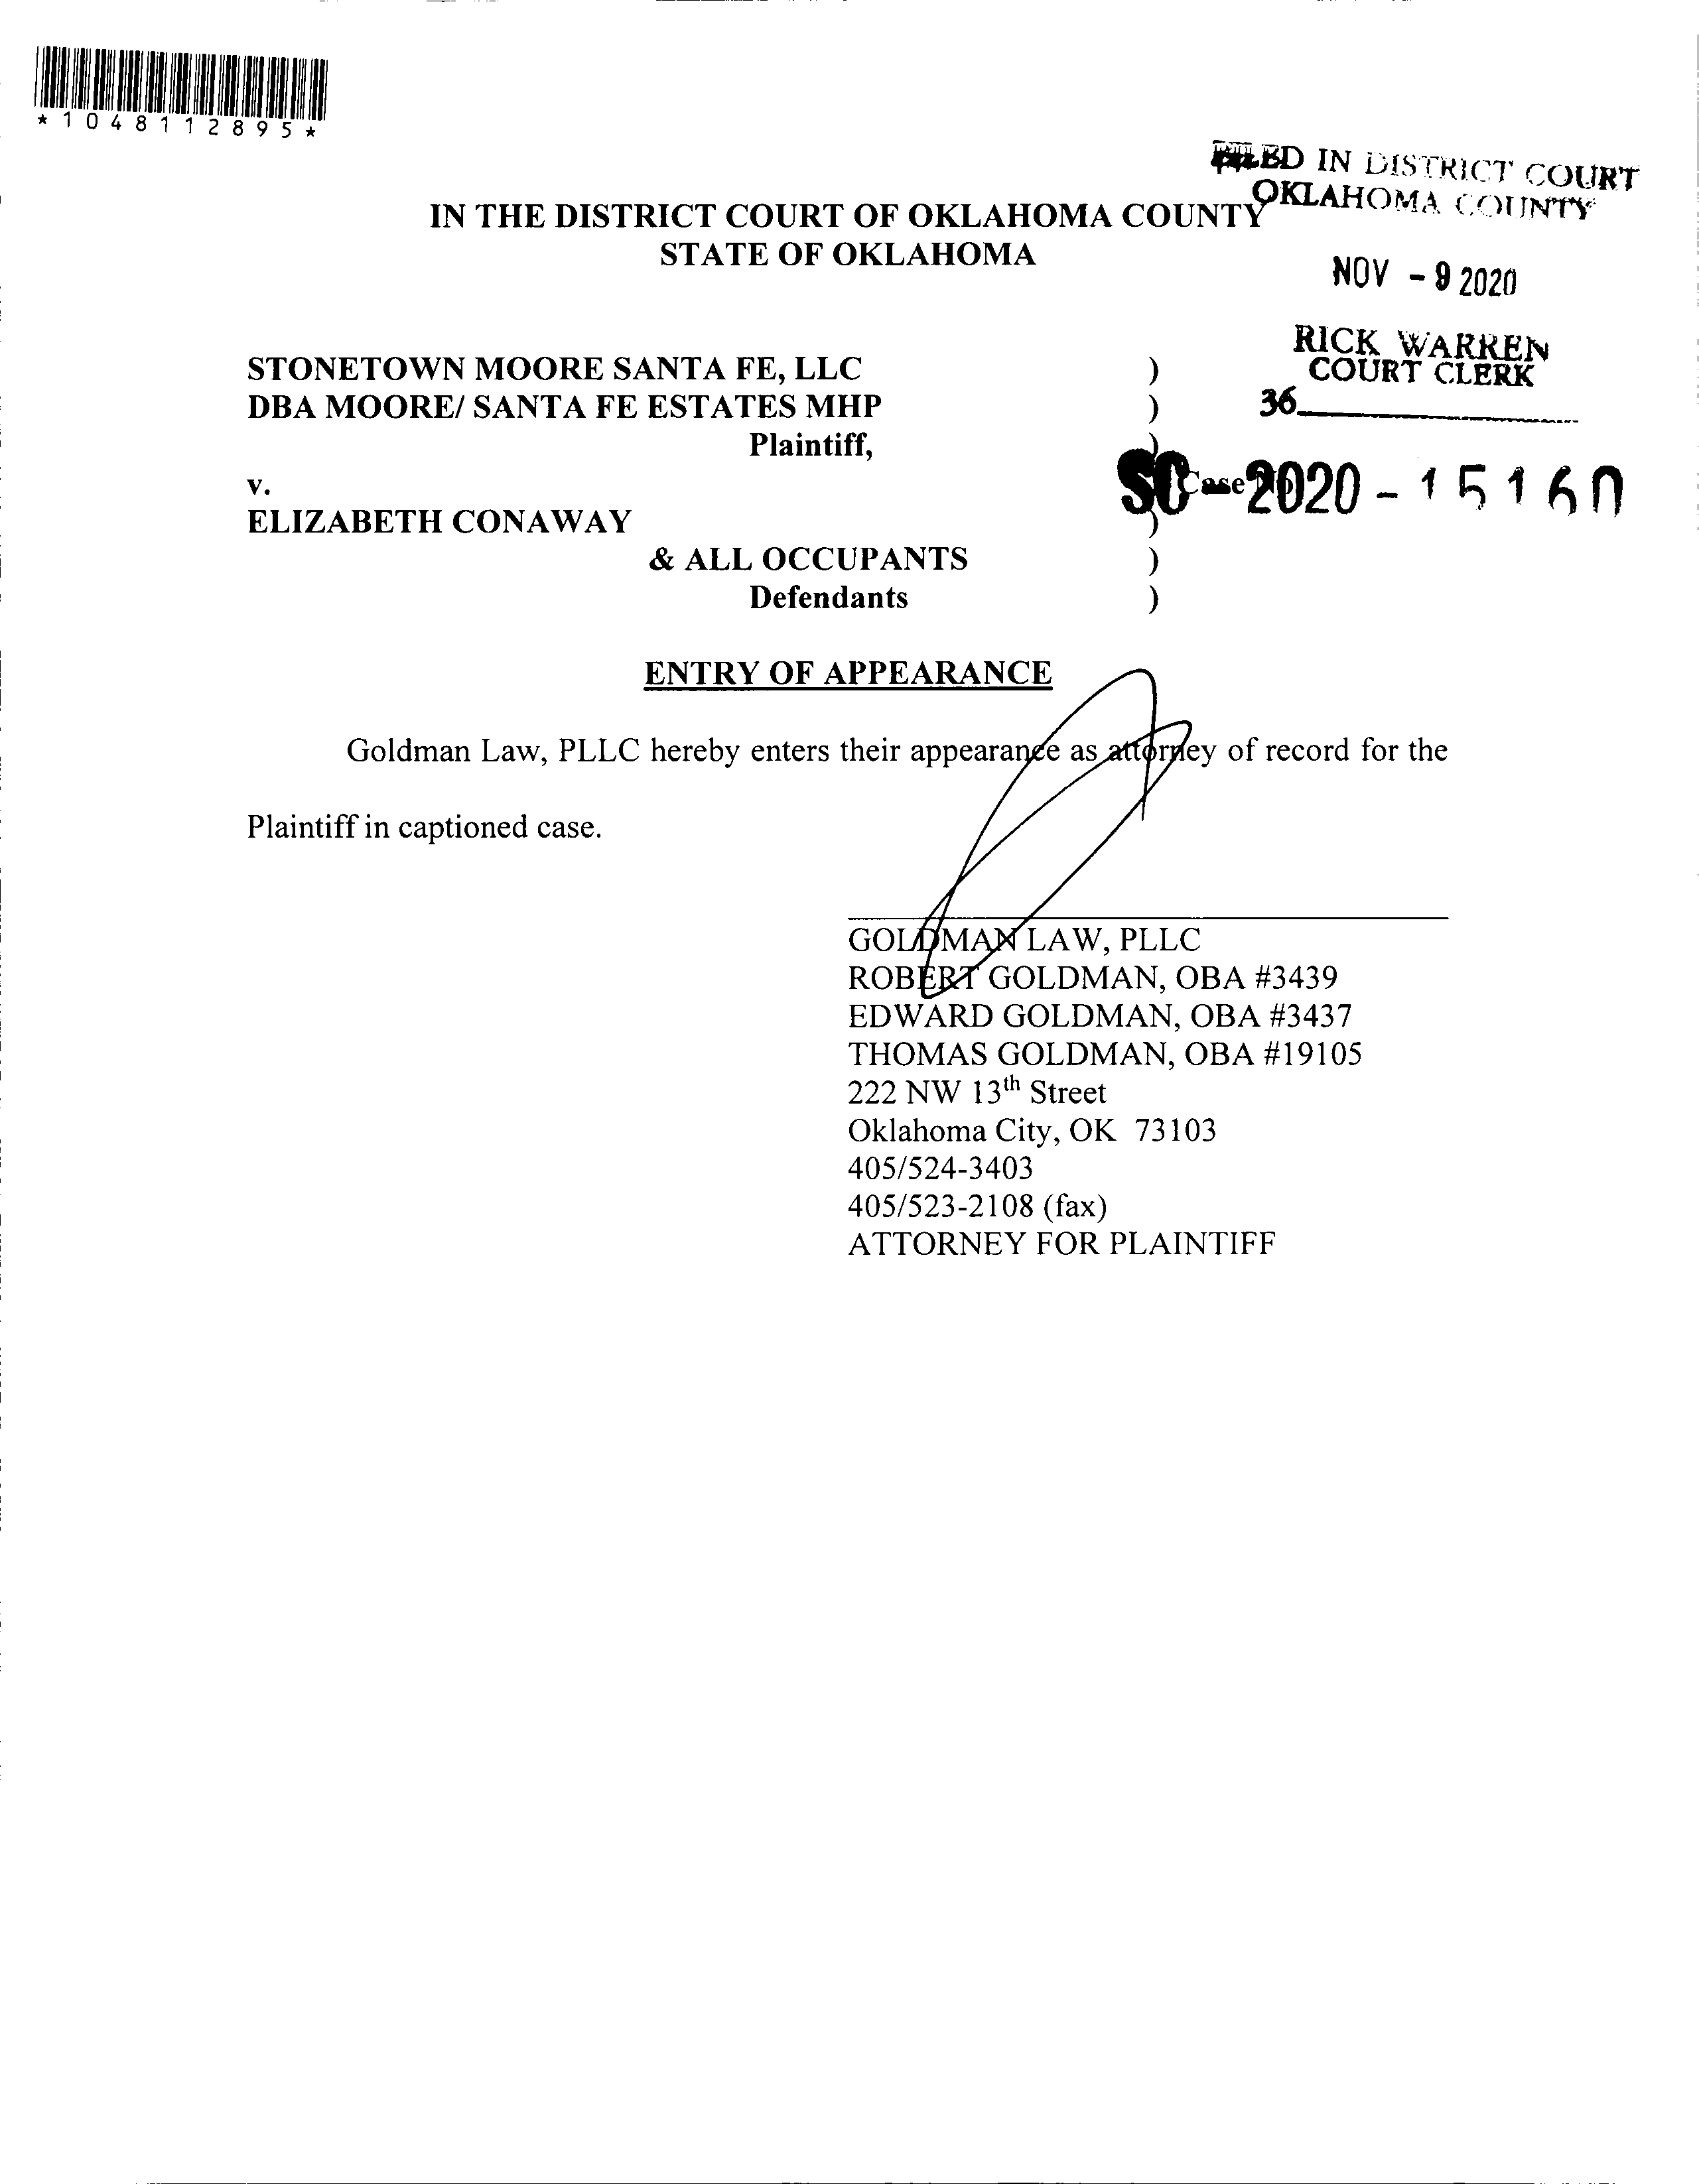 *1048112895*
FILED IN DISTRICT COURT
OKLAHOMA COUNTY
IN THE DISTRICT COURT OF OKLAHOMA COUNTY
STATE OF OKLAHOMA
NOV - 9 2020
RICK WARREN
COURT CLERK
36
STONETOWN MOORE SANTA FE, LLC )
DBA MOORE/ SANTA FE ESTATES MHP )
Plaintiff, )
v. Case No.
SC-2020-15160
ELIZABETH CONAWAY )
& ALL OCCUPANTS )
Defendants )
ENTRY OF APPEARANCE
Goldman Law, PLLC hereby enters their appearance as attorney of record for the
Plaintiff in captioned case.
GOLDMAN LAW, PLLC
ROBERT GOLDMAN, OBA #3439
EDWARD GOLDMAN, OBA #3437
THOMAS GOLDMAN, OBA #19105
222 NW 13th Street
Oklahoma City, OK 73103
405/524-3403
405/523-2108 (fax)
ATTORNEY FOR PLAINTIFF